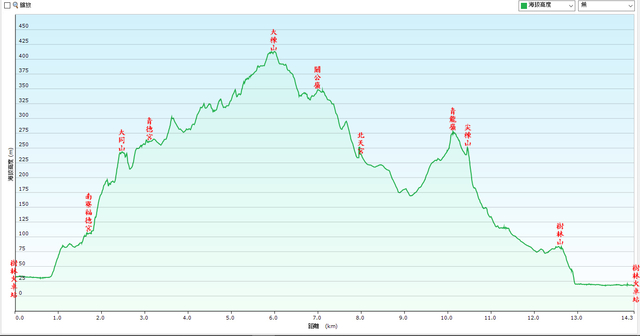 縮放
海拔高度
無
450
425
400
375
350
325
300
275
250
225
200
175
150
125
100
75
50
25
0
海拔高度 (m)
樹林火車站
南寮福德宮
大同山
青德宮
大棟山
關公嶺
北天宮
青龍嶺
尖棟山
樹林山
樹林火車站
0.0 1.0 2.0 3.0 4.0 5.0 6.0 7.0 8.0 9.0 10.0 11.0 12.0 13.0 14.3
距離 (km)